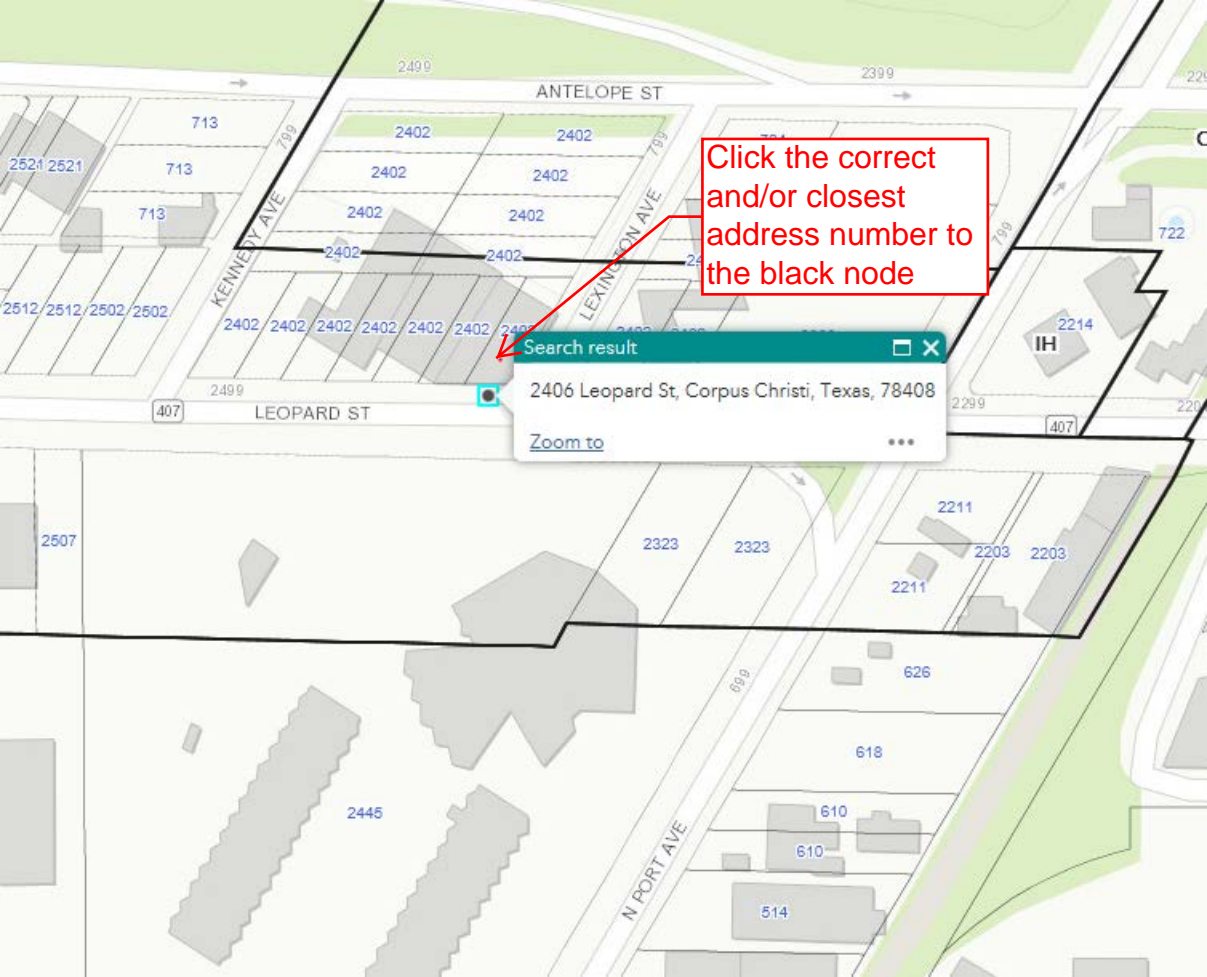 2499
2399
ANTELOPE ST
713
799
2402
2402
799
2521 2521
713
2402
2402
Click the correct
and/or closest
address number to
the black node
713
2402
2402
KENNEDY AVE
LEXINGTON AVE
799
722
2402
2402
2512 2512 2502 2502
2402 2402 2402 2402 2402 2402
2214
IH
Search result
2406 Leopard St, Corpus Christi, Texas, 78408
Zoom to
2499
407
LEOPARD ST
2299
407
2507
2323
2323
2211
2203
2203
2211
699
626
618
2445
610
610
N PORT AVE
514